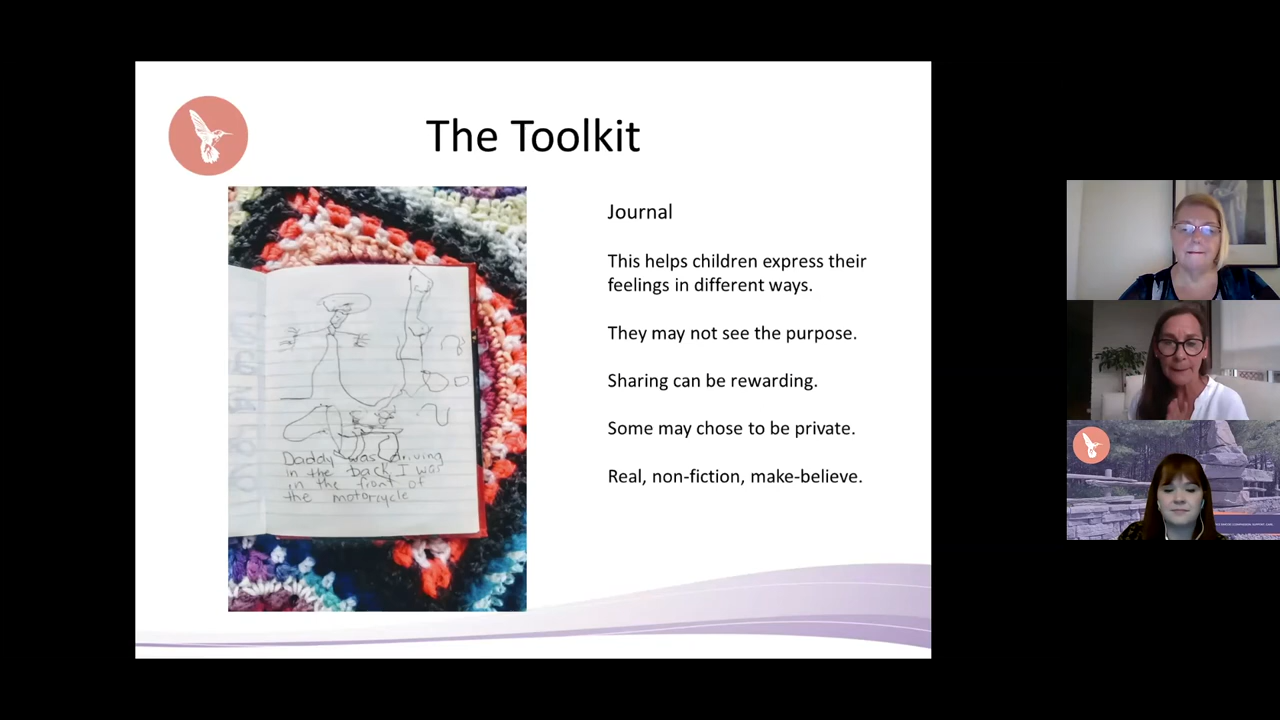 The Toolkit
Journal
This helps children express their
feelings in different ways.
They may not see the purpose.
Sharing can be rewarding.
Some may chose to be private.
Real, non-fiction, make-believe.
Daddy was driving
in the back I was
in the front of
the motorcycle